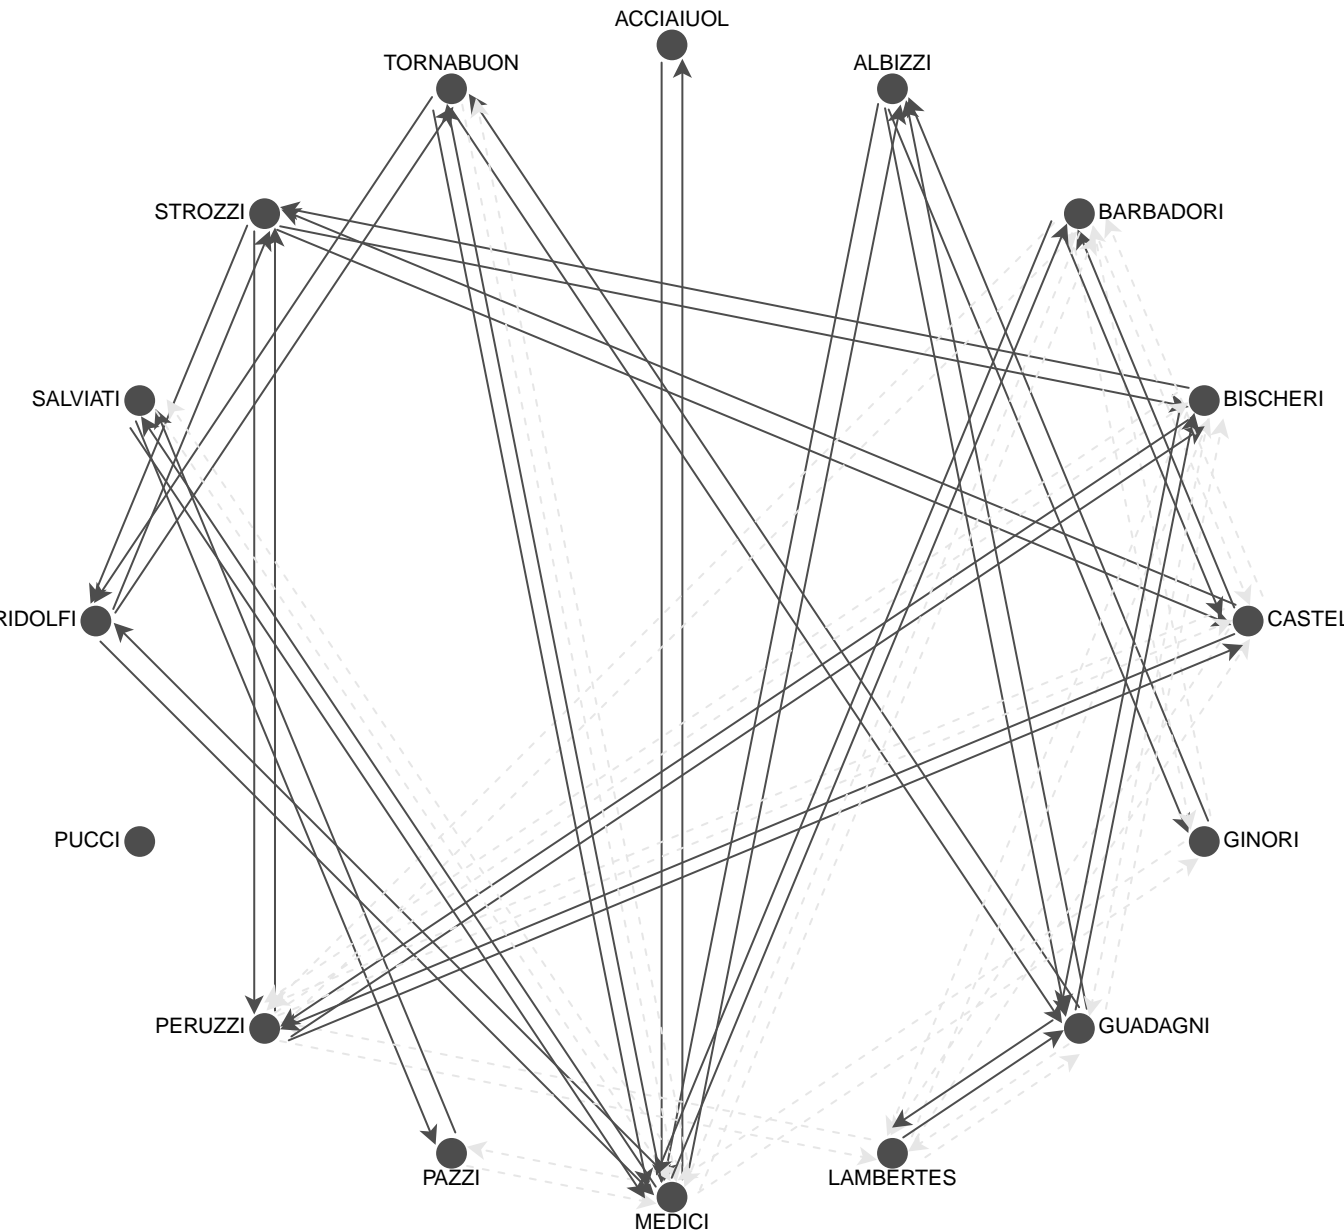 ACCIAIUOL
TORNABUON
ALBIZZI
STROZZI
BARBADORI
SALVIATI
BISCHERI
RIDOLFI
CASTEL
PUCCI
GINORI
PERUZZI
GUADAGNI
PAZZI
LAMBERTES
MEDICI